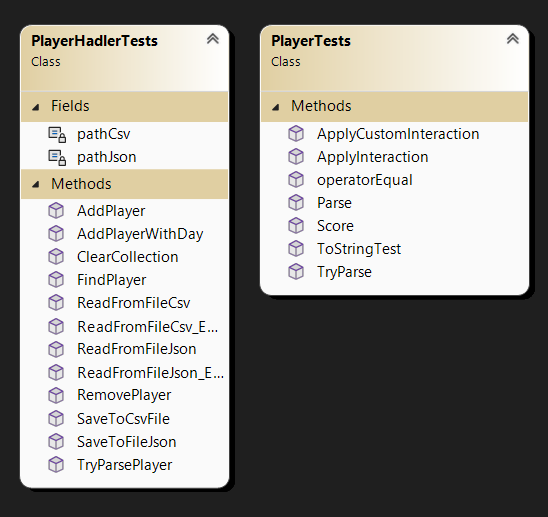 PlayerHadlerTests
Class
Fields
pathCsv
pathJson
Methods
AddPlayer
AddPlayerWithDay
ClearCollection
FindPlayer
ReadFromFileCsv
ReadFromFileCsv_E...
ReadFromFileJson
ReadFromFileJson_E...
RemovePlayer
SaveToCsvFile
SaveToFileJson
TryParsePlayer
PlayerTests
Class
Methods
ApplyCustomInteraction
ApplyInteraction
operatorEqual
Parse
Score
ToStringTest
TryParse